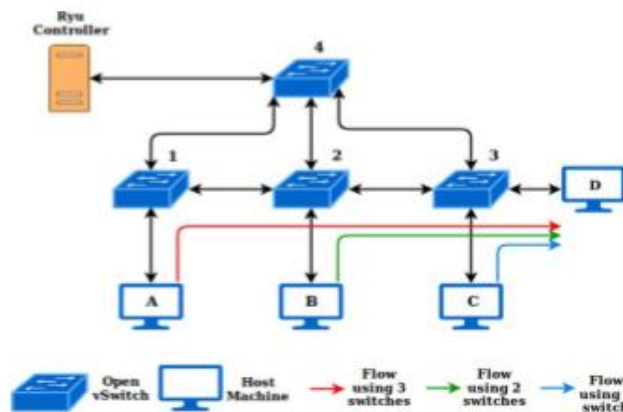 Ryu
Controller
4
1
2
3
D
A
B
C
Open
vSwitch
Host
Machine
Flow
using 3
switches
Flow
using 2
switches
Flow
using
switch